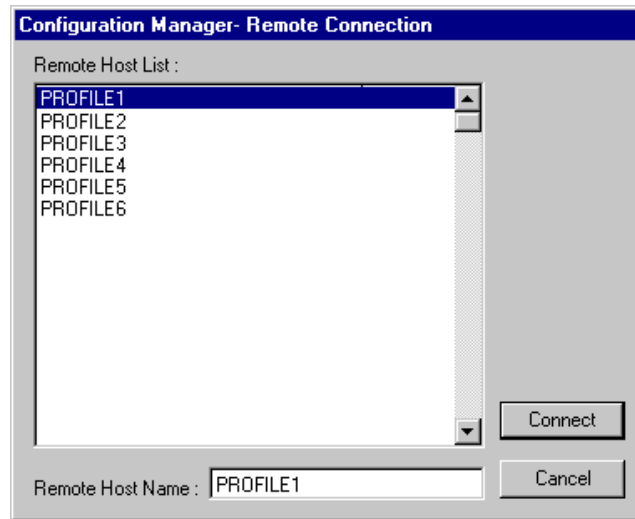 Configuration Manager- Remote Connection
Remote Host List :
PROFILE1
PROFILE2
PROFILE3
PROFILE4
PROFILE5
PROFILE6
Connect
Remote Host Name : PROFILE1
Cancel